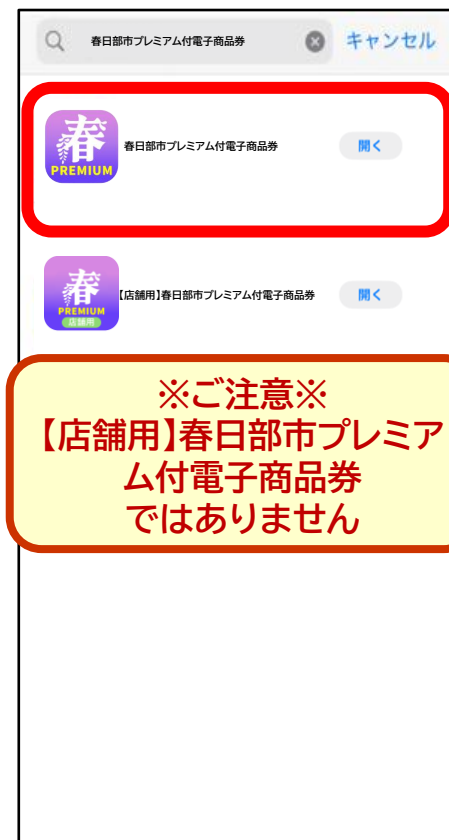 春日部市プレミアム付電子商品券 キャンセル
春
PREMIUM
春日部市プレミアム付電子商品券 開く
春
PREMIUM
店舗用
【店舗用】春日部市プレミアム付電子商品券 開く
※ご注意※
【店舗用】春日部市プレミア
ム付電子商品券
ではありません